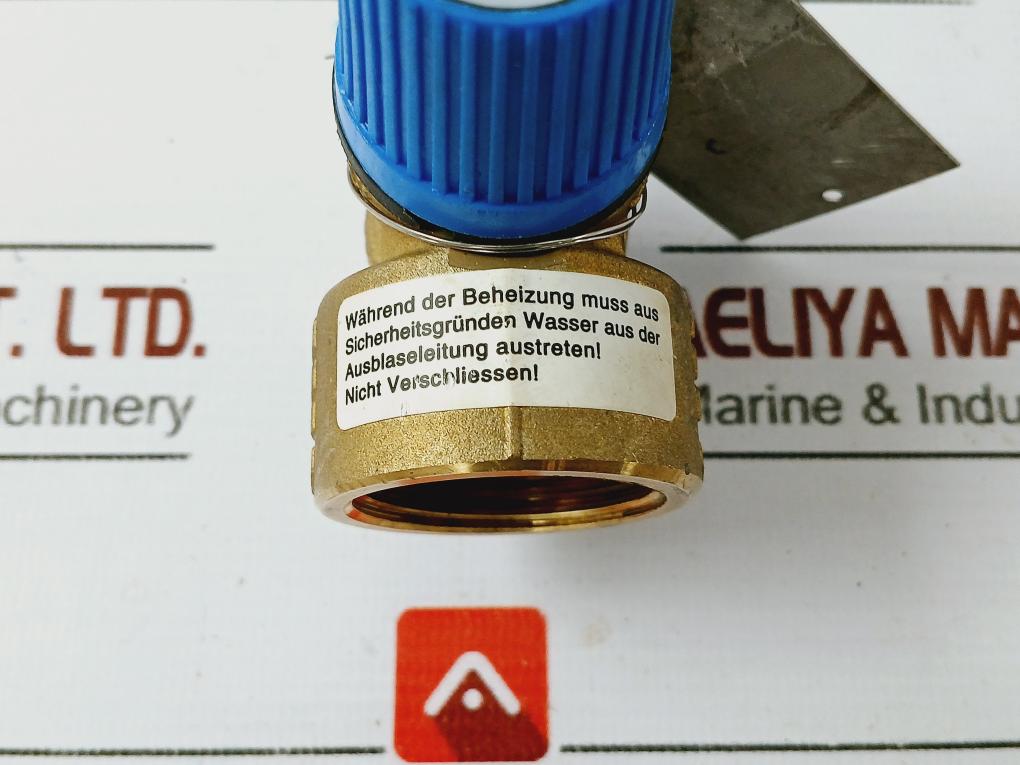 Während der Beheizung muss aus
Sicherheitsgründen Wasser aus der
Ausblaseleitung austreten!
Nicht Verschliessen!
T. LTD.
chinery
AELIYA MA
Marine & Indu